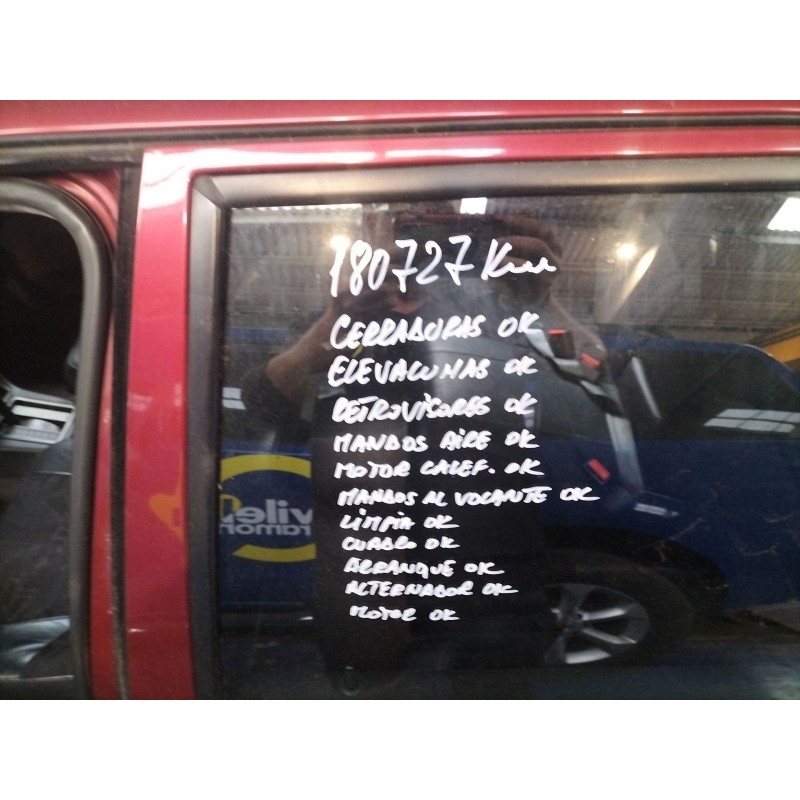 180727 Km
CERRADURAS OK
ELEVALUNAS OK
RETROVISORES OK
MANDOS AIRE OK
MOTOR CALEF. OK
MANDOS AL VOLANTE OK
LIMPIA OK
CUADRO OK
ARRANQUE OK
ALTERNADOR OK
MOTOR OK